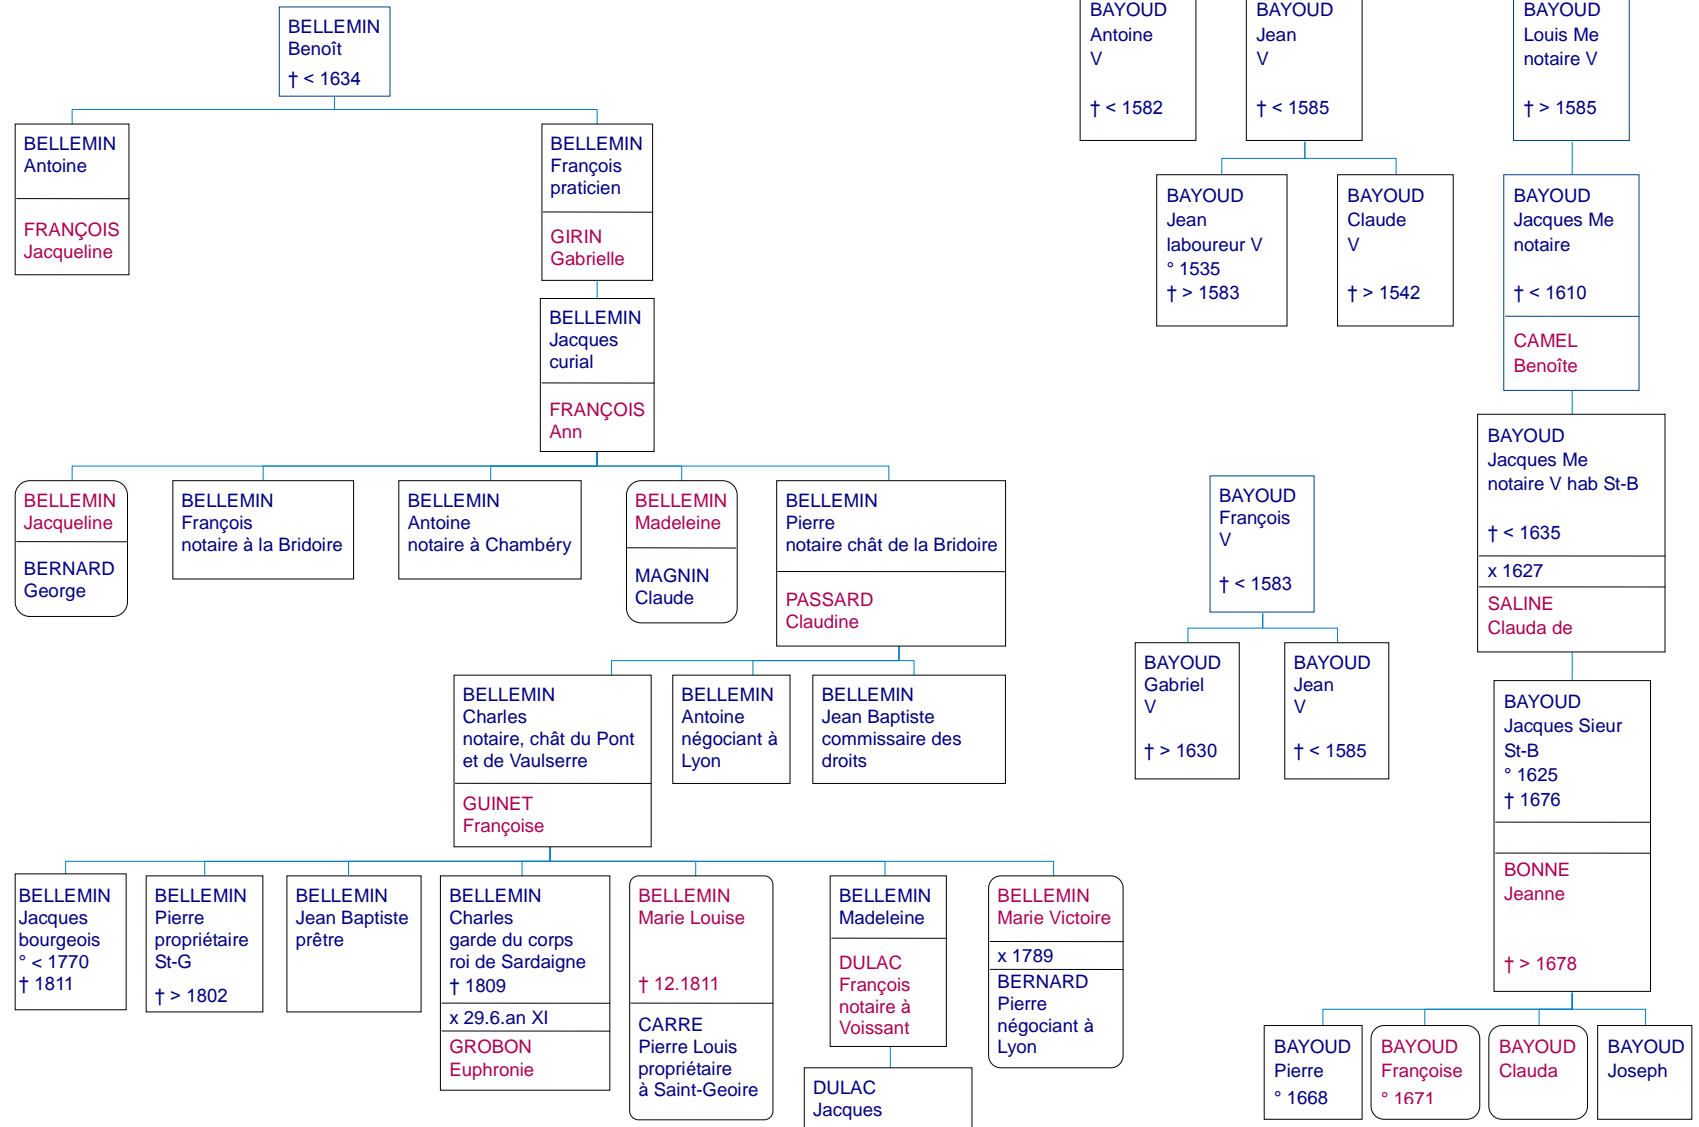 BELLEMIN
Benoît
† < 1634
BELLEMIN
Antoine
FRANÇOIS
Jacqueline
BELLEMIN
François
praticien
GIRIN
Gabrielle
BELLEMIN
Jacques
curial
FRANÇOIS
Ann
BELLEMIN
Jacqueline
BERNARD
George
BELLEMIN
François
notaire à la Bridoire
BELLEMIN
Antoine
notaire à Chambéry
BELLEMIN
Madeleine
MAGNIN
Claude
BELLEMIN
Pierre
notaire chât de la Bridoire
PASSARD
Claudine
BELLEMIN
Charles
notaire, chât du Pont
et de Vaulserre
GUINET
Françoise
BELLEMIN
Antoine
négociant à
Lyon
BELLEMIN
Jean Baptiste
commissaire des
droits
BELLEMIN
Jacques
bourgeois
° < 1770
† 1811
BELLEMIN
Pierre
propriétaire
St-G
† > 1802
BELLEMIN
Jean Baptiste
prêtre
BELLEMIN
Charles
garde du corps
roi de Sardaigne
† 1809
x 29.6.an XI
GROBON
Euphronie
BELLEMIN
Marie Louise
† 12.1811
CARRE
Pierre Louis
propriétaire
à Saint-Geoire
BELLEMIN
Madeleine
DULAC
François
notaire à
Voissant
DULAC
Jacques
BELLEMIN
Marie Victoire
x 1789
BERNARD
Pierre
négociant à
Lyon
BAYOUD
Antoine
V
† < 1582
BAYOUD
Jean
V
† < 1585
BAYOUD
Jean
laboureur V
° 1535
† > 1583
BAYOUD
Claude
V
† > 1542
BAYOUD
François
V
† < 1583
BAYOUD
Gabriel
V
† > 1630
BAYOUD
Jean
V
† < 1585
BAYOUD
Louis Me
notaire V
† > 1585
BAYOUD
Jacques Me
notaire
† < 1610
CAMEL
Benoîte
BAYOUD
Jacques Me
notaire V hab St-B
† < 1635
x 1627
SALINE
Clauda de
BAYOUD
Jacques Sieur
St-B
° 1625
† 1676
BONNE
Jeanne
† > 1678
BAYOUD
Pierre
° 1668
BAYOUD
Françoise
° 1671
BAYOUD
Clauda
BAYOUD
Joseph